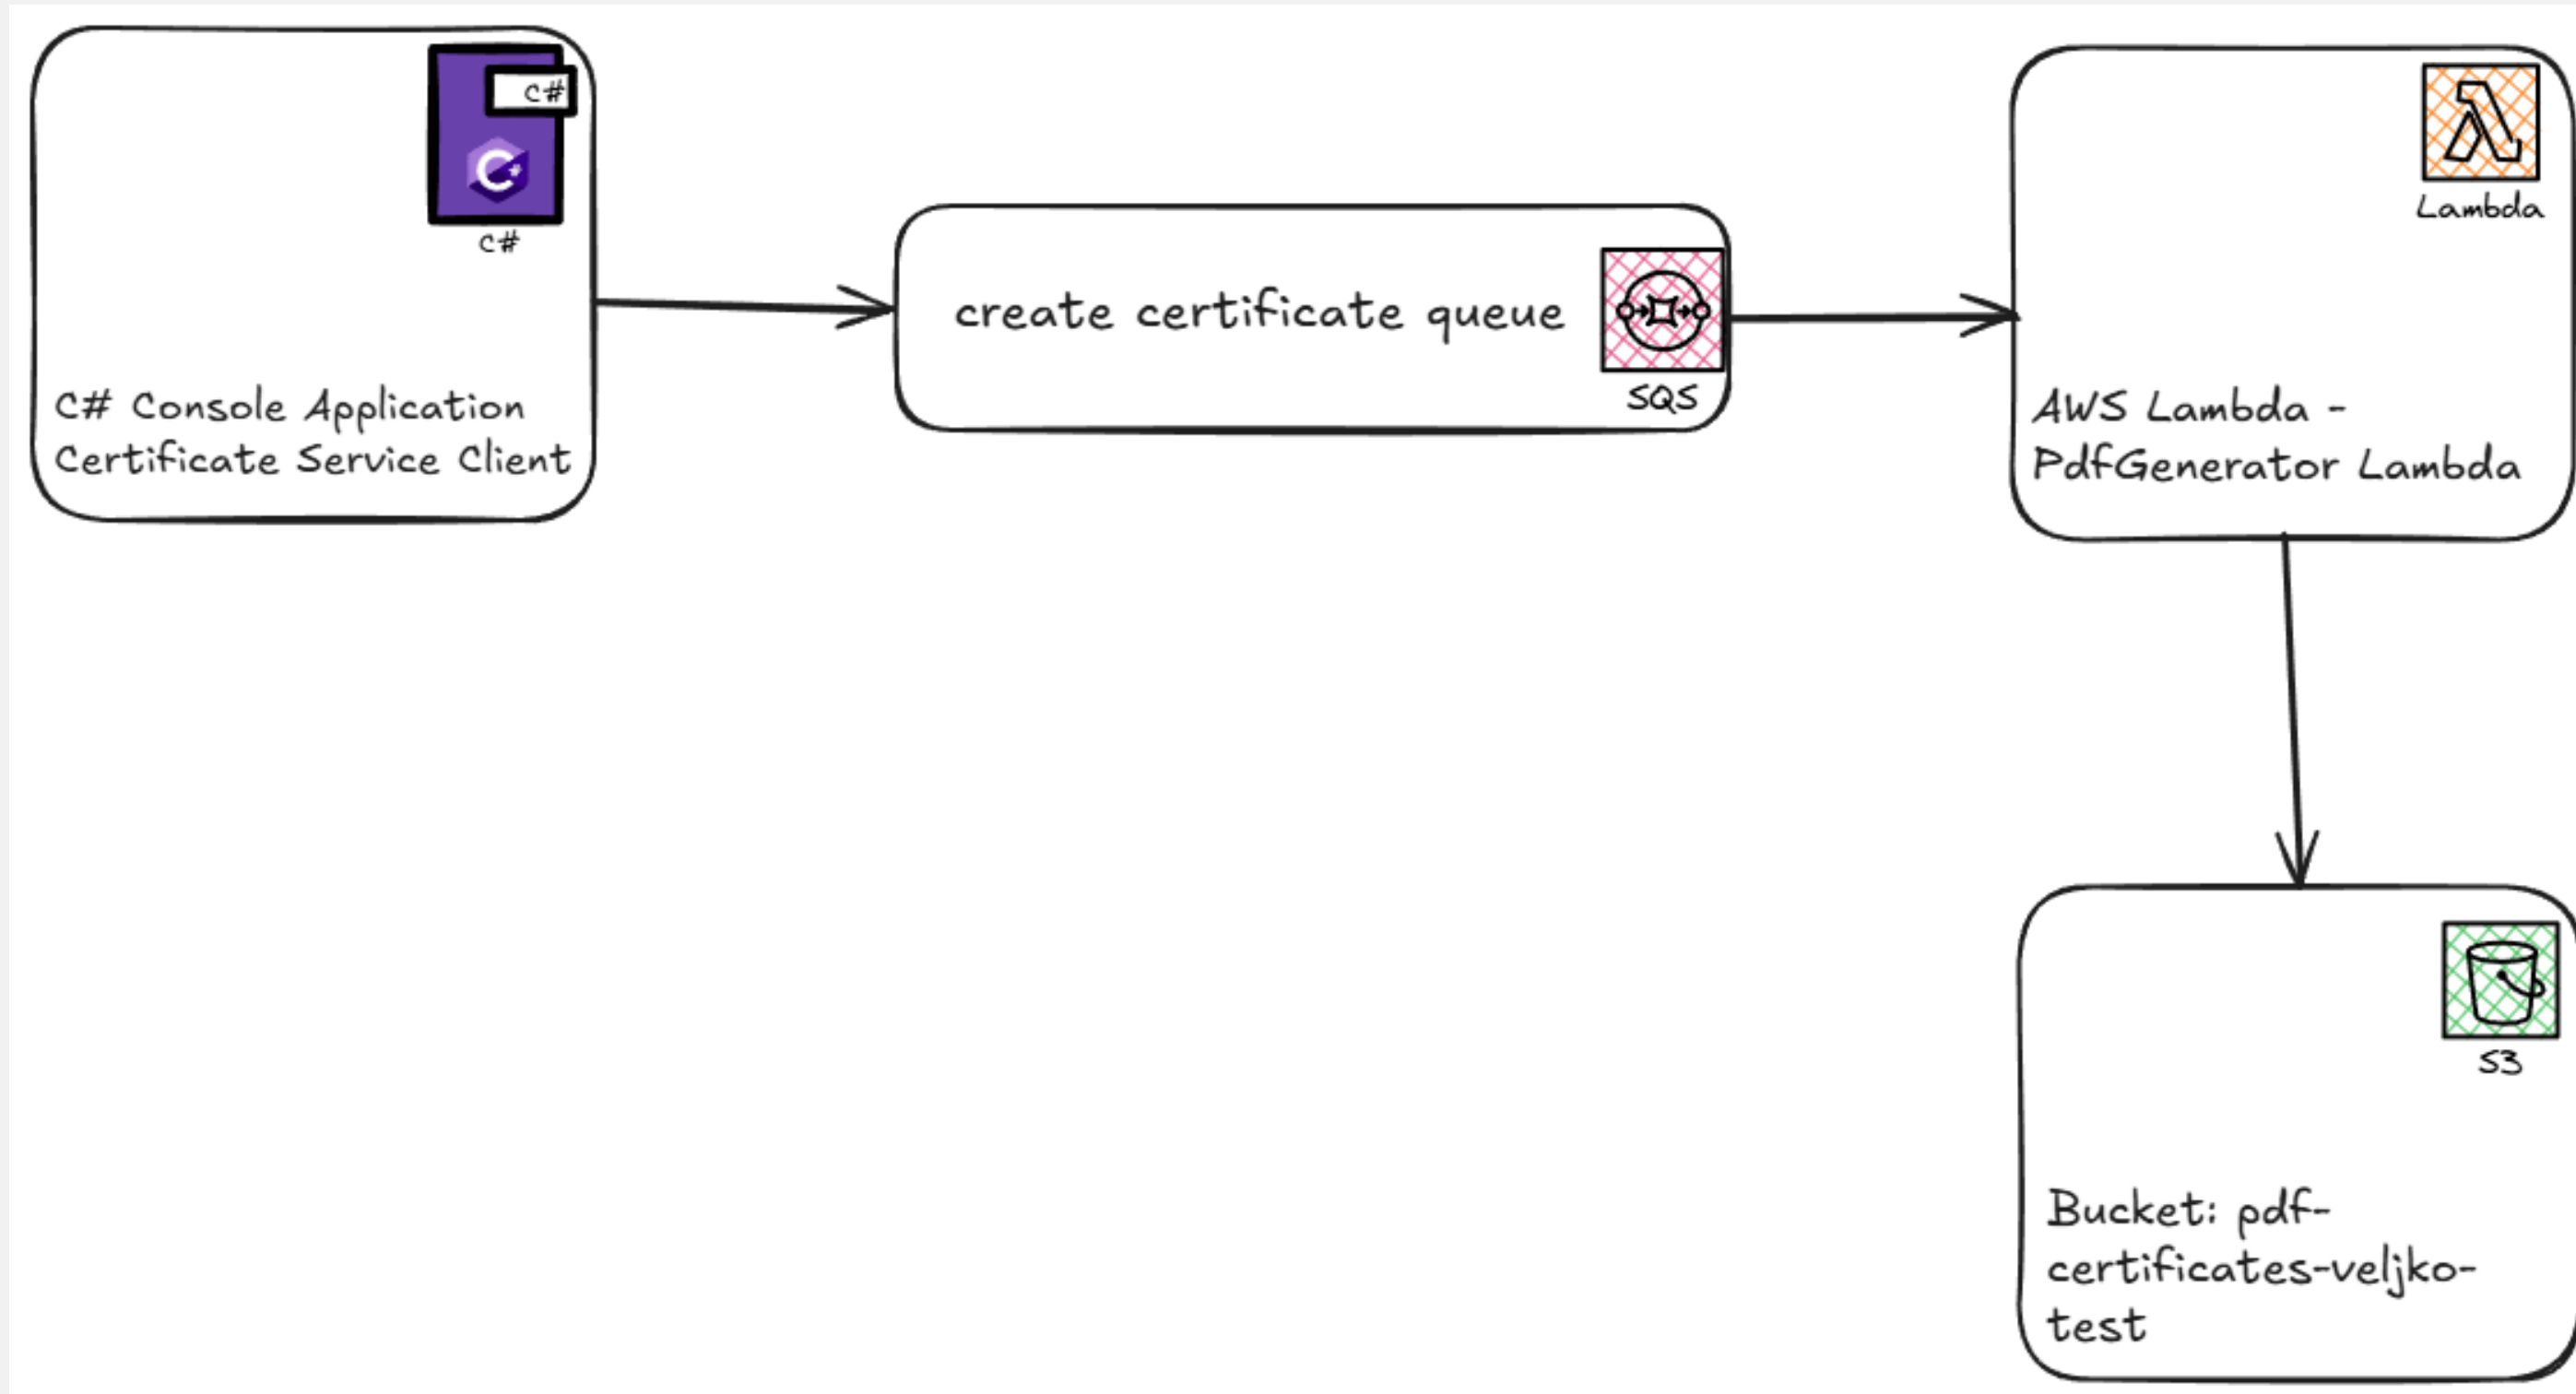 C#
C#
C# Console Application
Certificate Service Client
create certificate queue
SQS
Lambda
AWS Lambda -
PdfGenerator Lambda
S3
Bucket: pdf-
certificates-veljko-
test